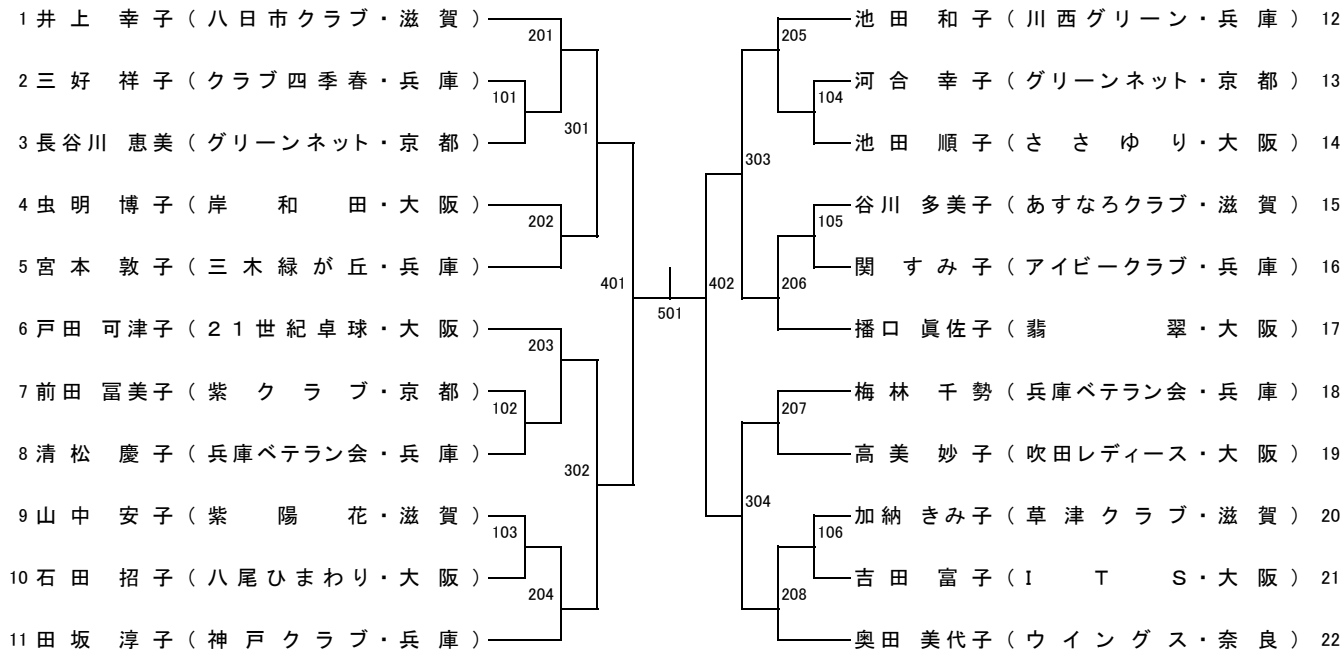 1 井上 幸子 （八日市クラブ・滋賀）
2 三好 祥子 （クラブ四季春・兵庫）
3 長谷川 恵美 （グリーンネット・京都）
4 虫明 博子 （岸和田・大阪）
5 宮本 敦子 （三木緑が丘・兵庫）
6 戸田 可津子 （２１世紀卓球・大阪）
7 前田 冨美子 （紫クラブ・京都）
8 清松 慶子 （兵庫ベテラン会・兵庫）
9 山中 安子 （紫陽花・滋賀）
10 石田 招子 （八尾ひまわり・大阪）
11 田坂 淳子 （神戸クラブ・兵庫）
201
101
301
202
401
203
102
302
103
204
501
205
104
303
105
402
206
207
304
106
208
池田 和子 （川西グリーン・兵庫） 12
河合 幸子 （グリーンネット・京都） 13
池田 順子 （ささゆり・大阪） 14
谷川 多美子 （あすなろクラブ・滋賀） 15
関 すみ子 （アイビークラブ・兵庫） 16
播口 眞佐子 （翡翠・大阪） 17
梅林 千勢 （兵庫ベテラン会・兵庫） 18
高美 妙子 （吹田レディース・大阪） 19
加納 きみ子 （草津クラブ・滋賀） 20
吉田 富子 （ＩＴＳ・大阪） 21
奥田 美代子 （ウイングス・奈良） 22